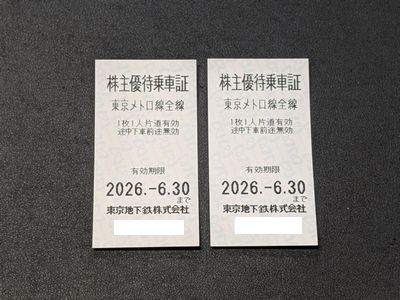 株主優待乗車証
東京メトロ線全線
1枚1人片道有効
途中下車前途無効
有効期限
2026.-6.30
まで
東京地下鉄株式会社
株主優待乗車証
東京メトロ線全線
1枚1人片道有効
途中下車前途無効
有効期限
2026.-6.30
まで
東京地下鉄株式会社